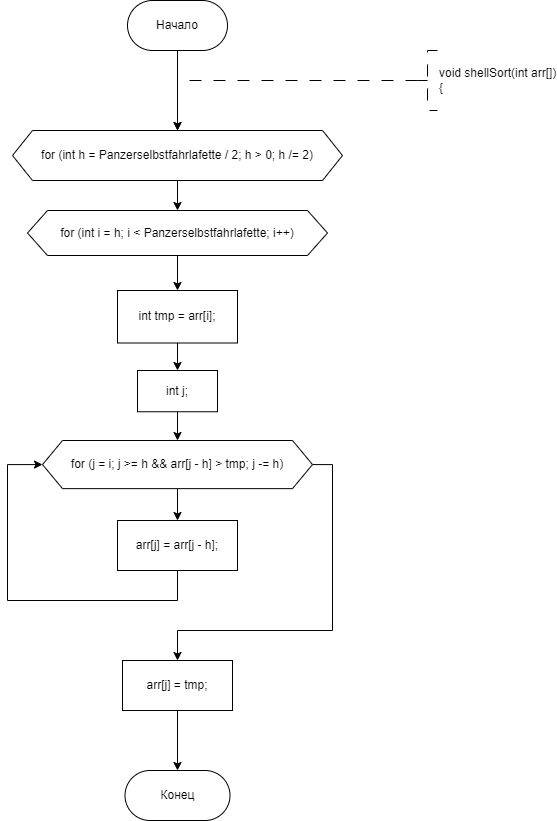 Начало
void shellSort(int arr[])
{
for (int h = Panzerselbstfahrlafette / 2; h > 0; h /= 2)
for (int i = h; i < Panzerselbstfahrlafette; i++)
int tmp = arr[i];
int j;
for (j = i; j >= h && arr[j - h] > tmp; j -= h)
arr[j] = arr[j - h];
arr[j] = tmp;
Конец